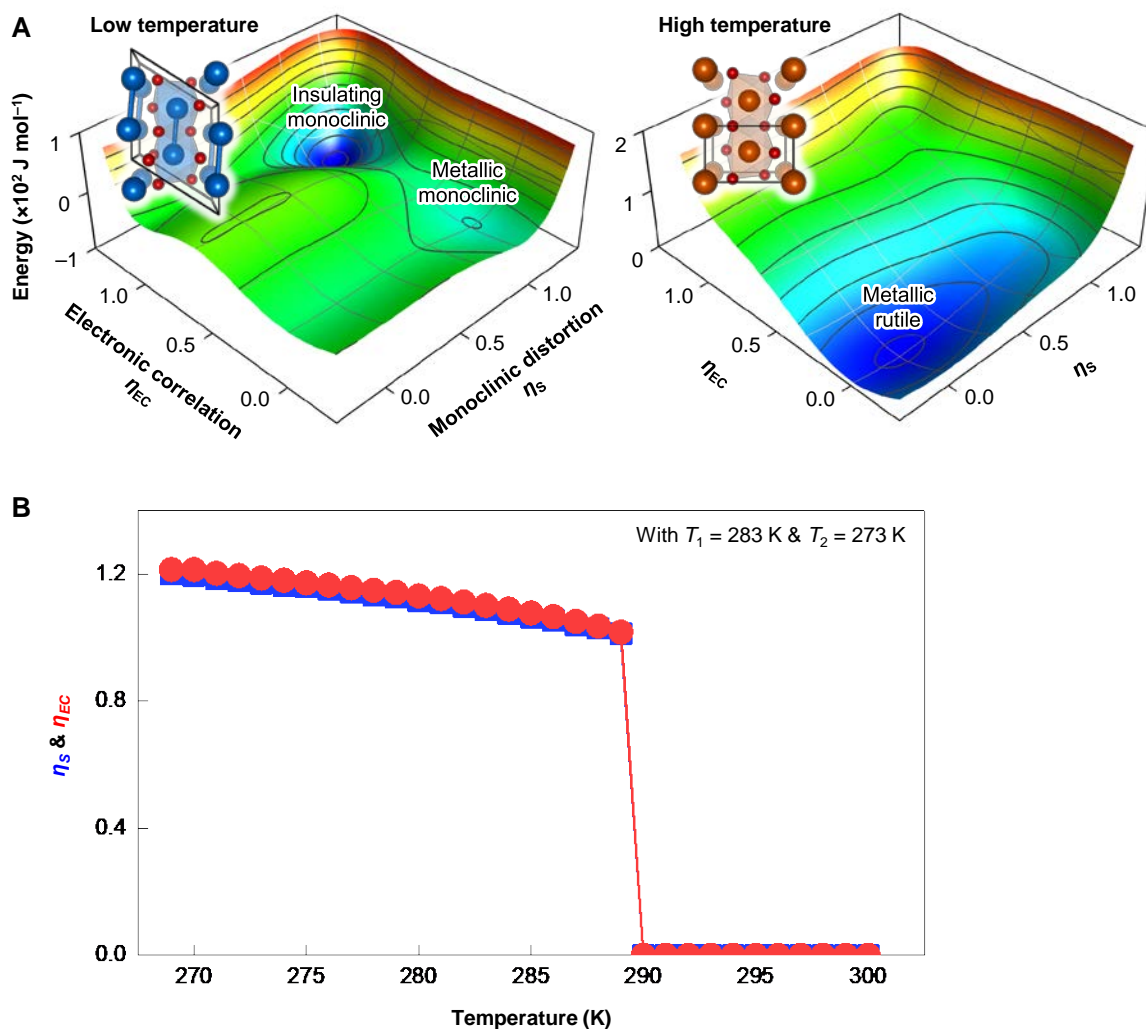 A
Low temperature
High temperature
Insulating
monoclinic
Metallic
monoclinic
Energy (×10² J mol⁻¹)
1
0
–1
1.0
0.5
0.0
Electronic correlation
ηEC
0.0
0.5
1.0
Monoclinic distortion
ηS
2
1
0
1.0
0.5
0.0
ηEC
Metallic
rutile
0.0
0.5
1.0
ηS
B
With T₁ = 283 K & T₂ = 273 K
ηS & ηEC
1.2
0.8
0.4
0.0
270 275 280 285 290 295 300
Temperature (K)